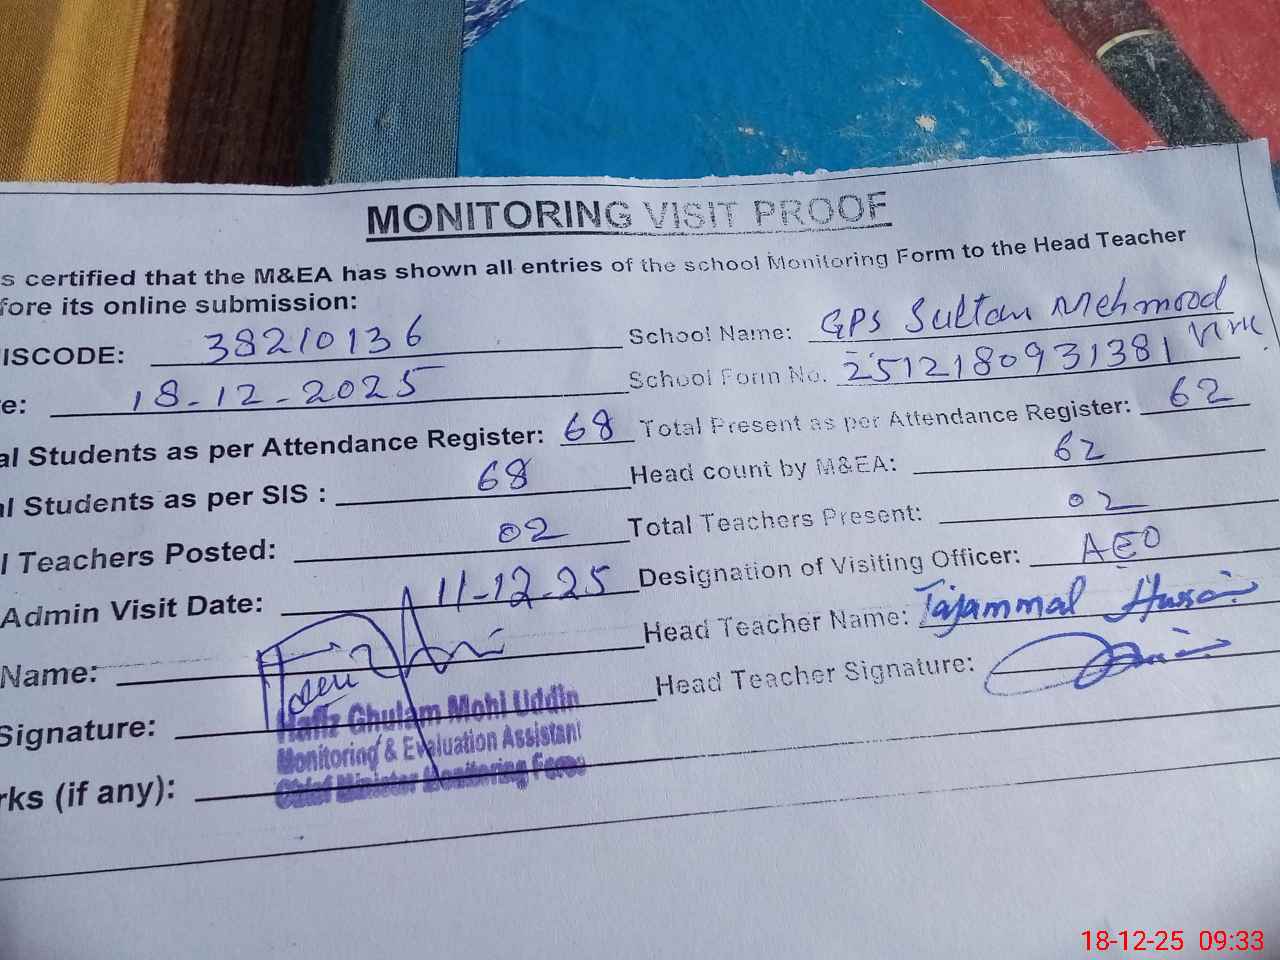 MONITORING VISIT PROOF
s certified that the M&EA has shown all entries of the school Monitoring Form to the Head Teacher
fore its online submission:
ISCODE: 38210136 School Name: GPS Sultan Mehmood
e: 18-12-2025 School Form No. 2512180931381
al Students as per Attendance Register: 68 Total Present as per Attendance Register: 62
al Students as per SIS : 68 Head count by M&EA: 62
l Teachers Posted: 02 Total Teachers Present: 02
Admin Visit Date: 11-12-25 Designation of Visiting Officer: AEO
Name: Head Teacher Name: Tajammal Hussain
Signature: Head Teacher Signature:
Hafiz Ghulam Mohi Uddin
Monitoring & Evaluation Assistant
Chief Minister Monitoring Force
rks (if any):
18-12-25 09:33